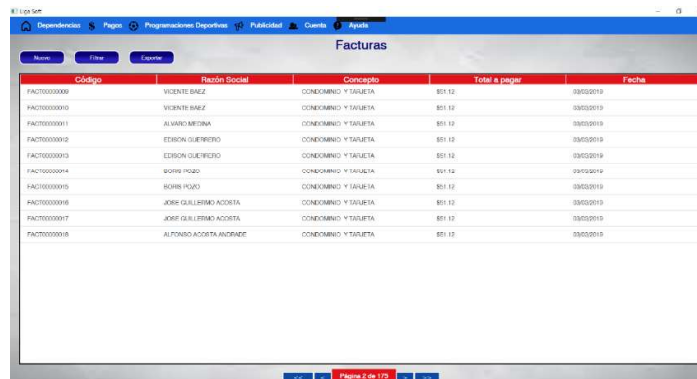 Liga Soft
Dependencias $ Pagos Programaciones Deportivas Publicidad Cuenta Ayuda
Facturas
Nuevo Filtrar Exportar
Código Razón Social Concepto Total a pagar Fecha
FACT00000009 VICENTE BAEZ CONDOMINIO Y TARJETA $51.12 03/03/2019
FACT00000010 VICENTE BAEZ CONDOMINIO Y TARJETA $51.12 03/03/2019
FACT00000011 ALVARO MEDINA CONDOMINIO Y TARJETA $51.12 03/03/2019
FACT00000012 EDISON GUERRERO CONDOMINIO Y TARJETA $51.12 03/03/2019
FACT00000013 EDISON GUERRERO CONDOMINIO Y TARJETA $51.12 03/03/2019
FACT00000014 BORIS POZO CONDOMINIO Y TARJETA $51.12 03/03/2019
FACT00000015 BORIS POZO CONDOMINIO Y TARJETA $51.12 03/03/2019
FACT00000016 JOSE GUILLERMO ACOSTA CONDOMINIO Y TARJETA $51.12 03/03/2019
FACT00000017 JOSE GUILLERMO ACOSTA CONDOMINIO Y TARJETA $51.12 03/03/2019
FACT00000018 ALFONSO ACOSTA ANDRADE CONDOMINIO Y TARJETA $51.12 03/03/2019
<< < Página 2 de 175 > >>